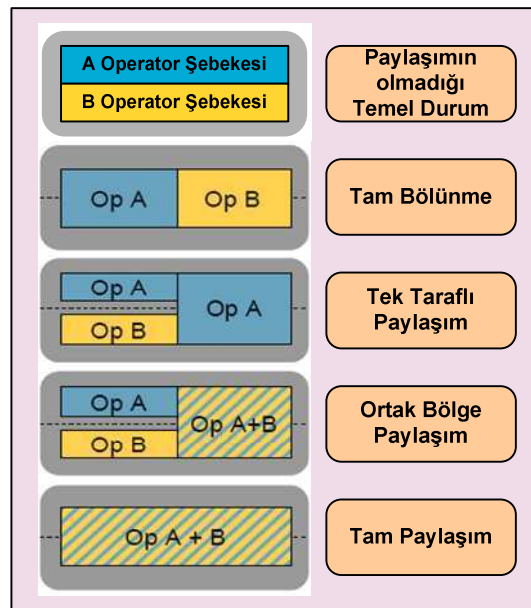 A Operator Şebekesi
B Operator Şebekesi
Paylaşımın
olmadığı
Temel Durum
Op A
Op B
Tam Bölünme
Op A
Op B
Op A
Tek Taraflı
Paylaşım
Op A
Op B
Op A+B
Ortak Bölge
Paylaşım
Op A + B
Tam Paylaşım